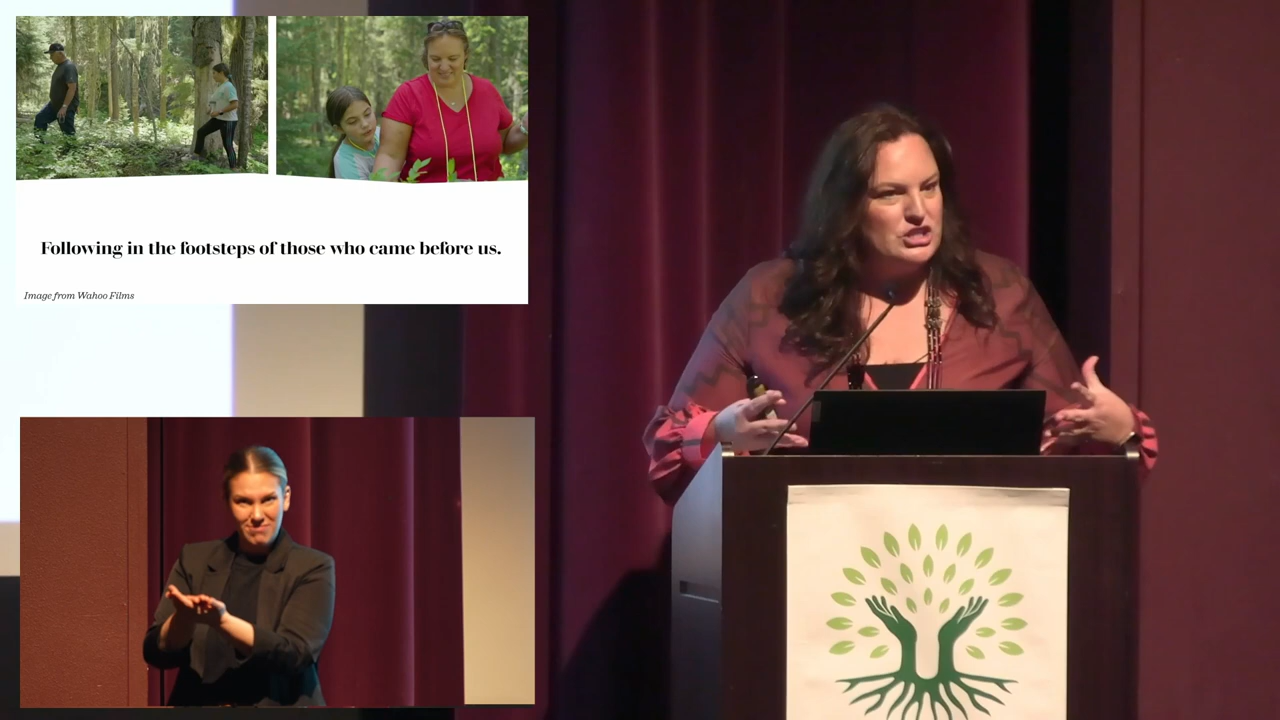 Following in the footsteps of those who came before us.
Image from Wahoo Films